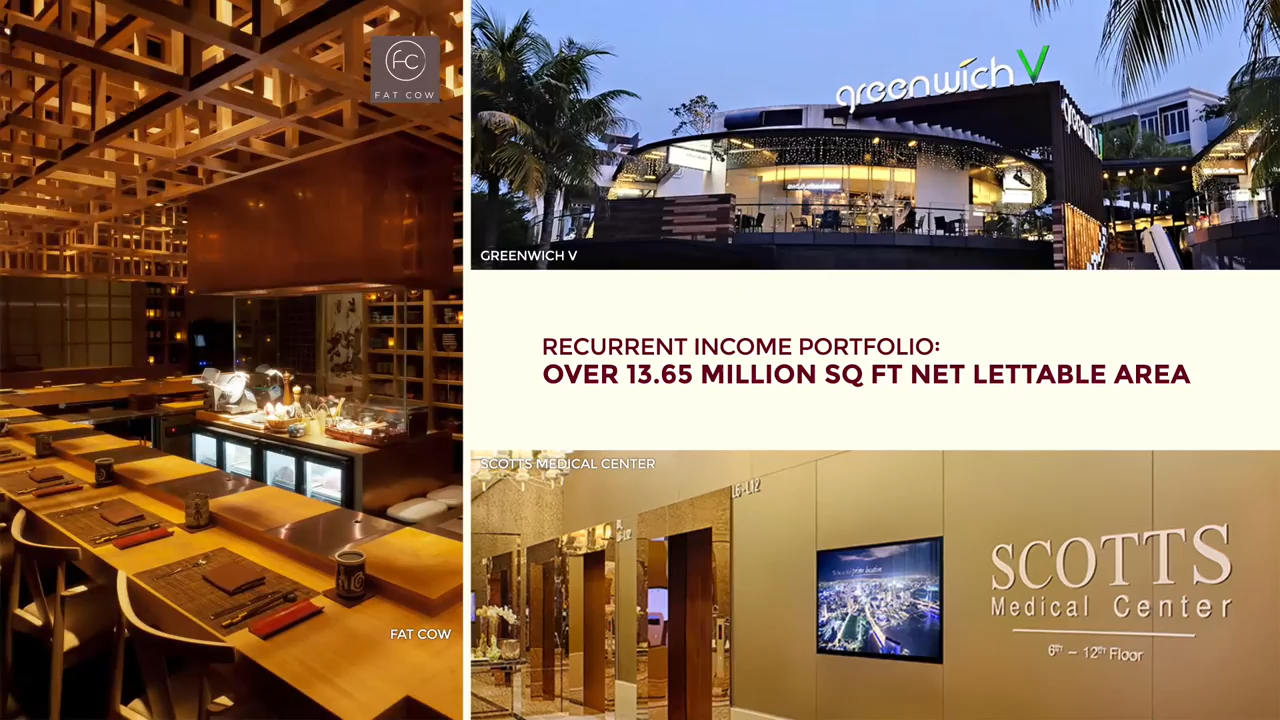 FC
FAT COW
FAT COW
greenwich V
GREENWICH V
RECURRENT INCOME PORTFOLIO:
OVER 13.65 MILLION SQ FT NET LETTABLE AREA
SCOTTS MEDICAL CENTER
L6 - L12
SCOTTS
Medical Center
6TH – 12TH Floor